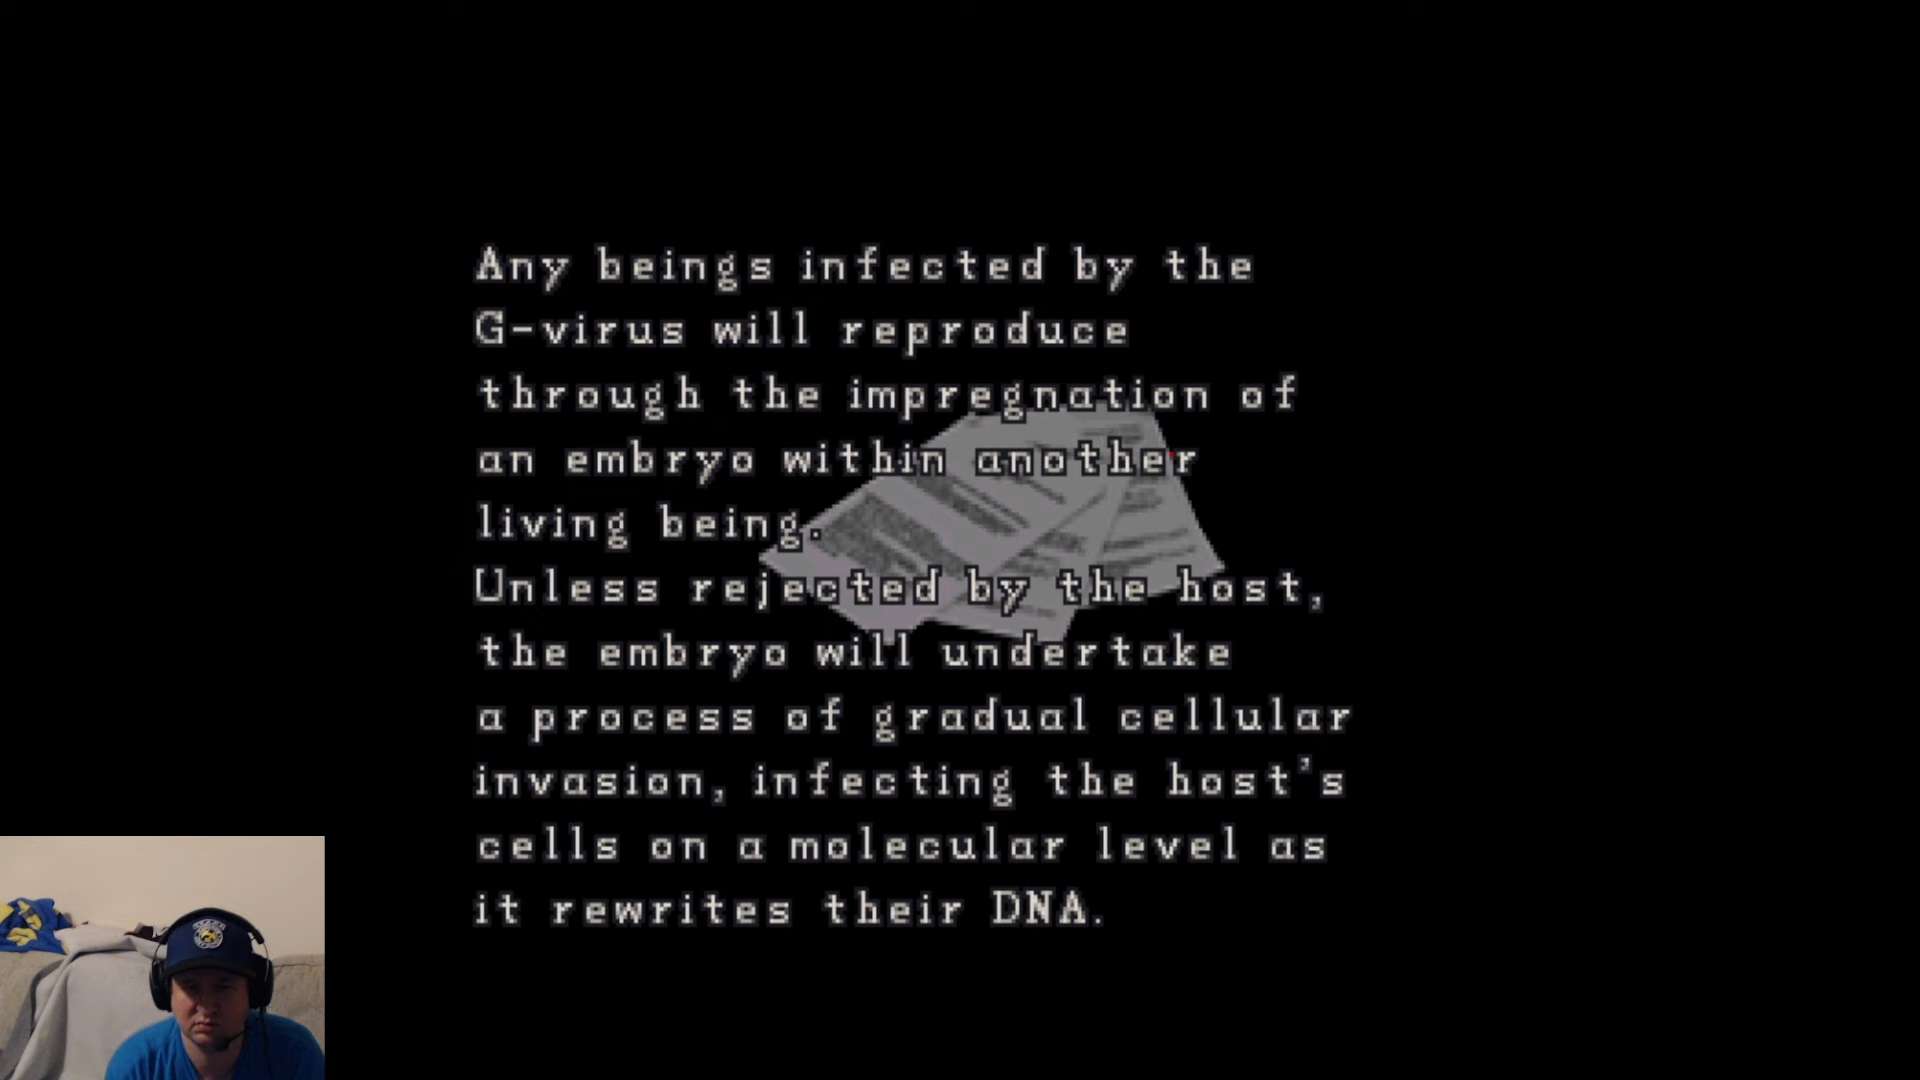 Any beings infected by the
G-virus will reproduce
through the impregnation of
an embryo within another
living being.
Unless rejected by the host,
the embryo will undertake
a process of gradual cellular
invasion, infecting the host's
cells on a molecular level as
it rewrites their DNA.